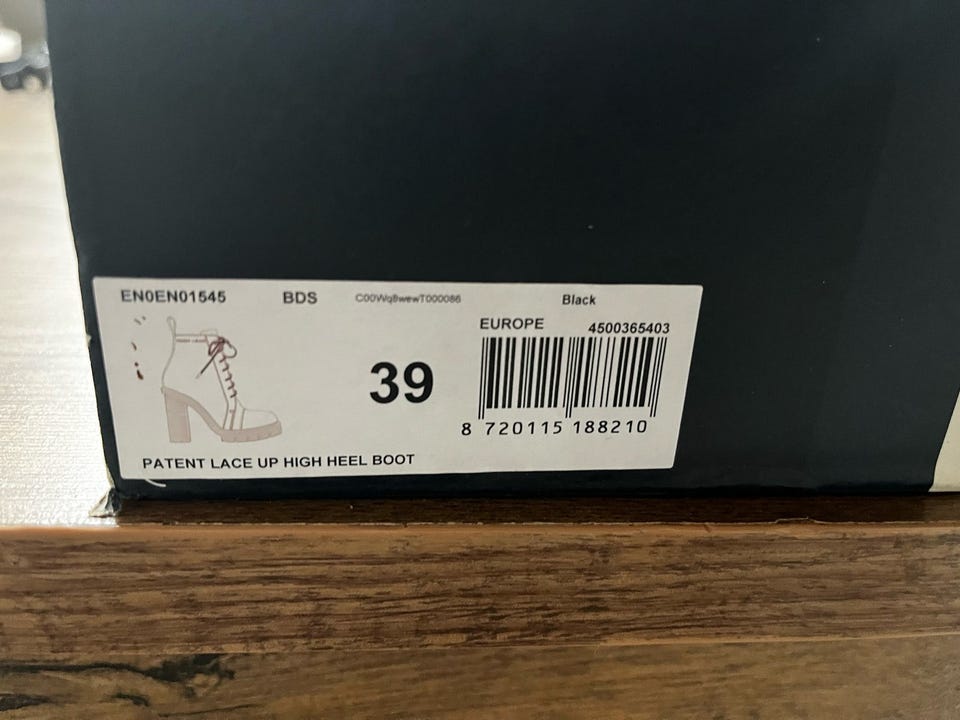 EN0EN01545 BDS C00Wq8wewT000086 Black
EUROPE 4500365403
39
8 720115 188210
PATENT LACE UP HIGH HEEL BOOT